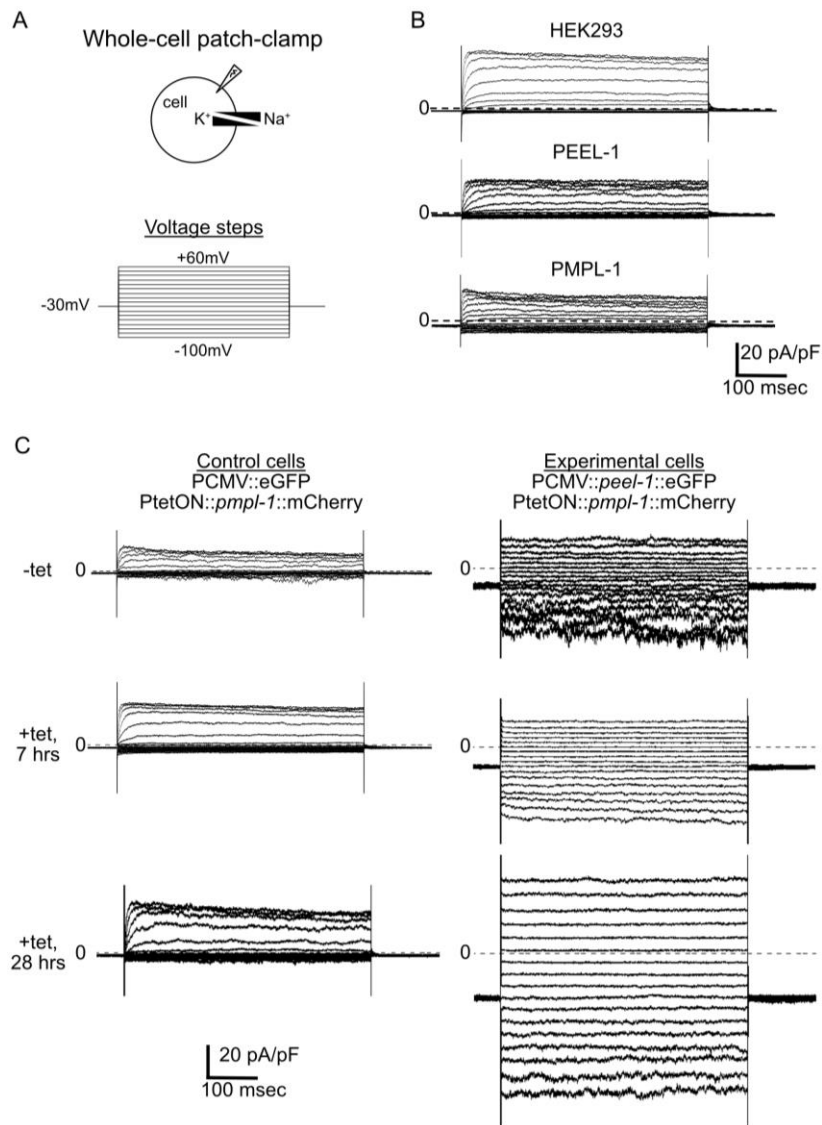 A
Whole-cell patch-clamp
cell
K⁺
Na⁺
Voltage steps
+60mV
-30mV
-100mV
B
HEK293
0
PEEL-1
0
PMPL-1
0
20 pA/pF
100 msec
C
Control cells
PCMV::eGFP
PtetON::pmpl-1::mCherry
Experimental cells
PCMV::peel-1::eGFP
PtetON::pmpl-1::mCherry
-tet
0
0
+tet,
7 hrs
0
0
+tet,
28 hrs
0
0
20 pA/pF
100 msec